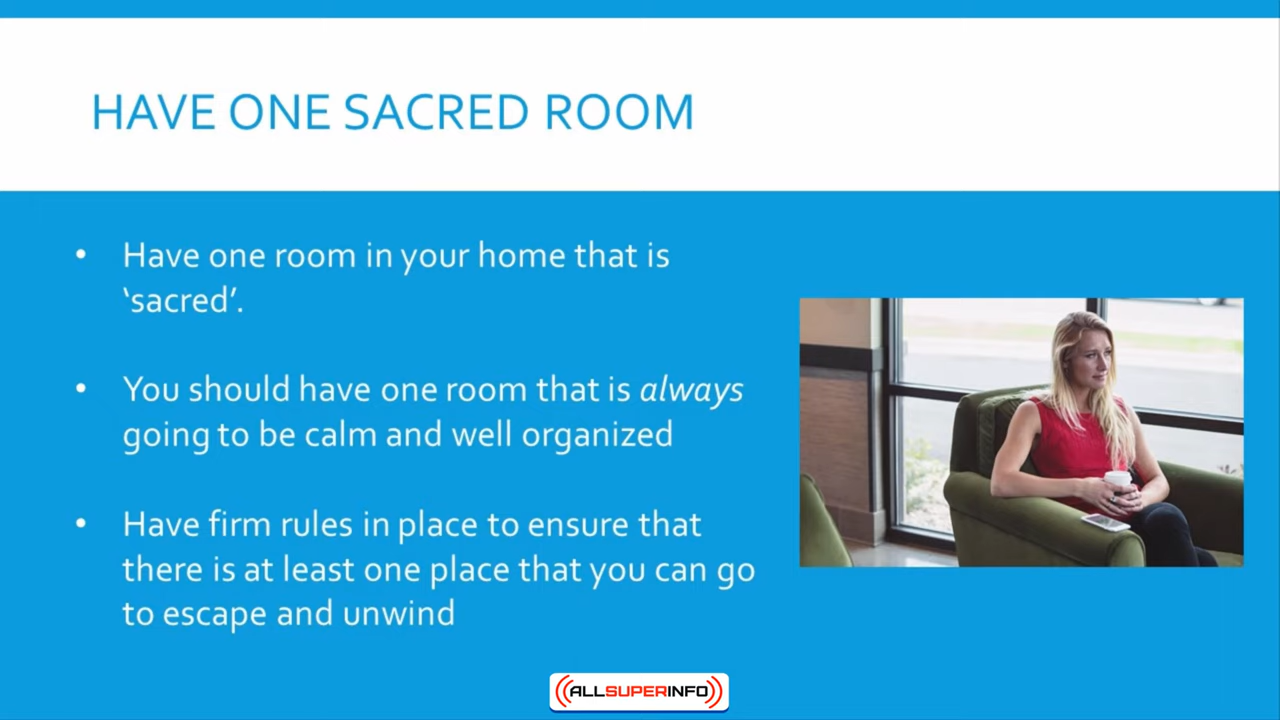 HAVE ONE SACRED ROOM
• Have one room in your home that is
‘sacred’.
• You should have one room that is always
going to be calm and well organized
• Have firm rules in place to ensure that
there is at least one place that you can go
to escape and unwind
((ALLSUPERINFO))